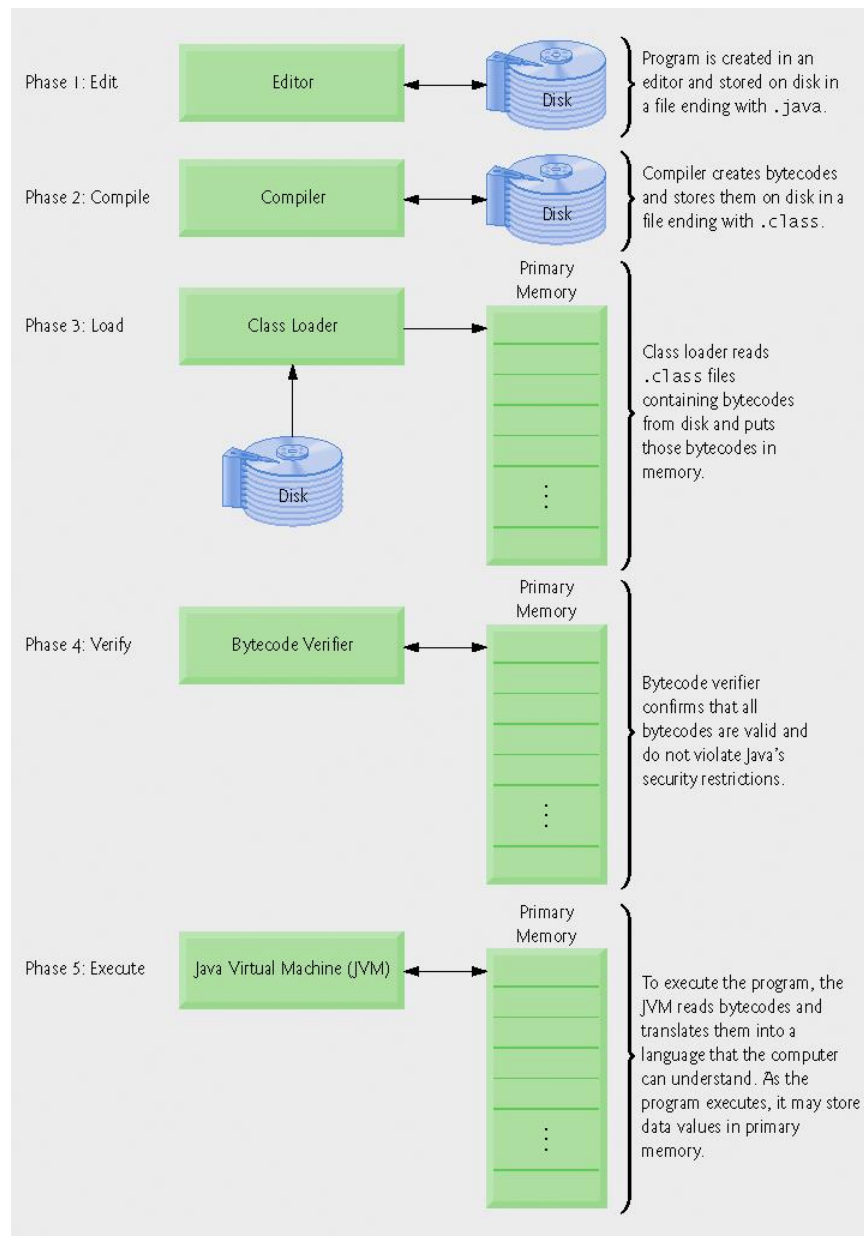 Phase 1: Edit
Editor
Disk
Program is created in an
editor and stored on disk in
a file ending with .java.
Phase 2: Compile
Compiler
Disk
Compiler creates bytecodes
and stores them on disk in a
file ending with .class.
Primary
Memory
Phase 3: Load
Class Loader
Disk
Class loader reads
.class files
containing bytecodes
from disk and puts
those bytecodes in
memory.
Primary
Memory
Phase 4: Verify
Bytecode Verifier
Bytecode verifier
confirms that all
bytecodes are valid and
do not violate Java's
security restrictions.
Primary
Memory
Phase 5: Execute
Java Virtual Machine (JVM)
To execute the program, the
JVM reads bytecodes and
translates them into a
language that the computer
can understand. As the
program executes, it may store
data values in primary
memory.